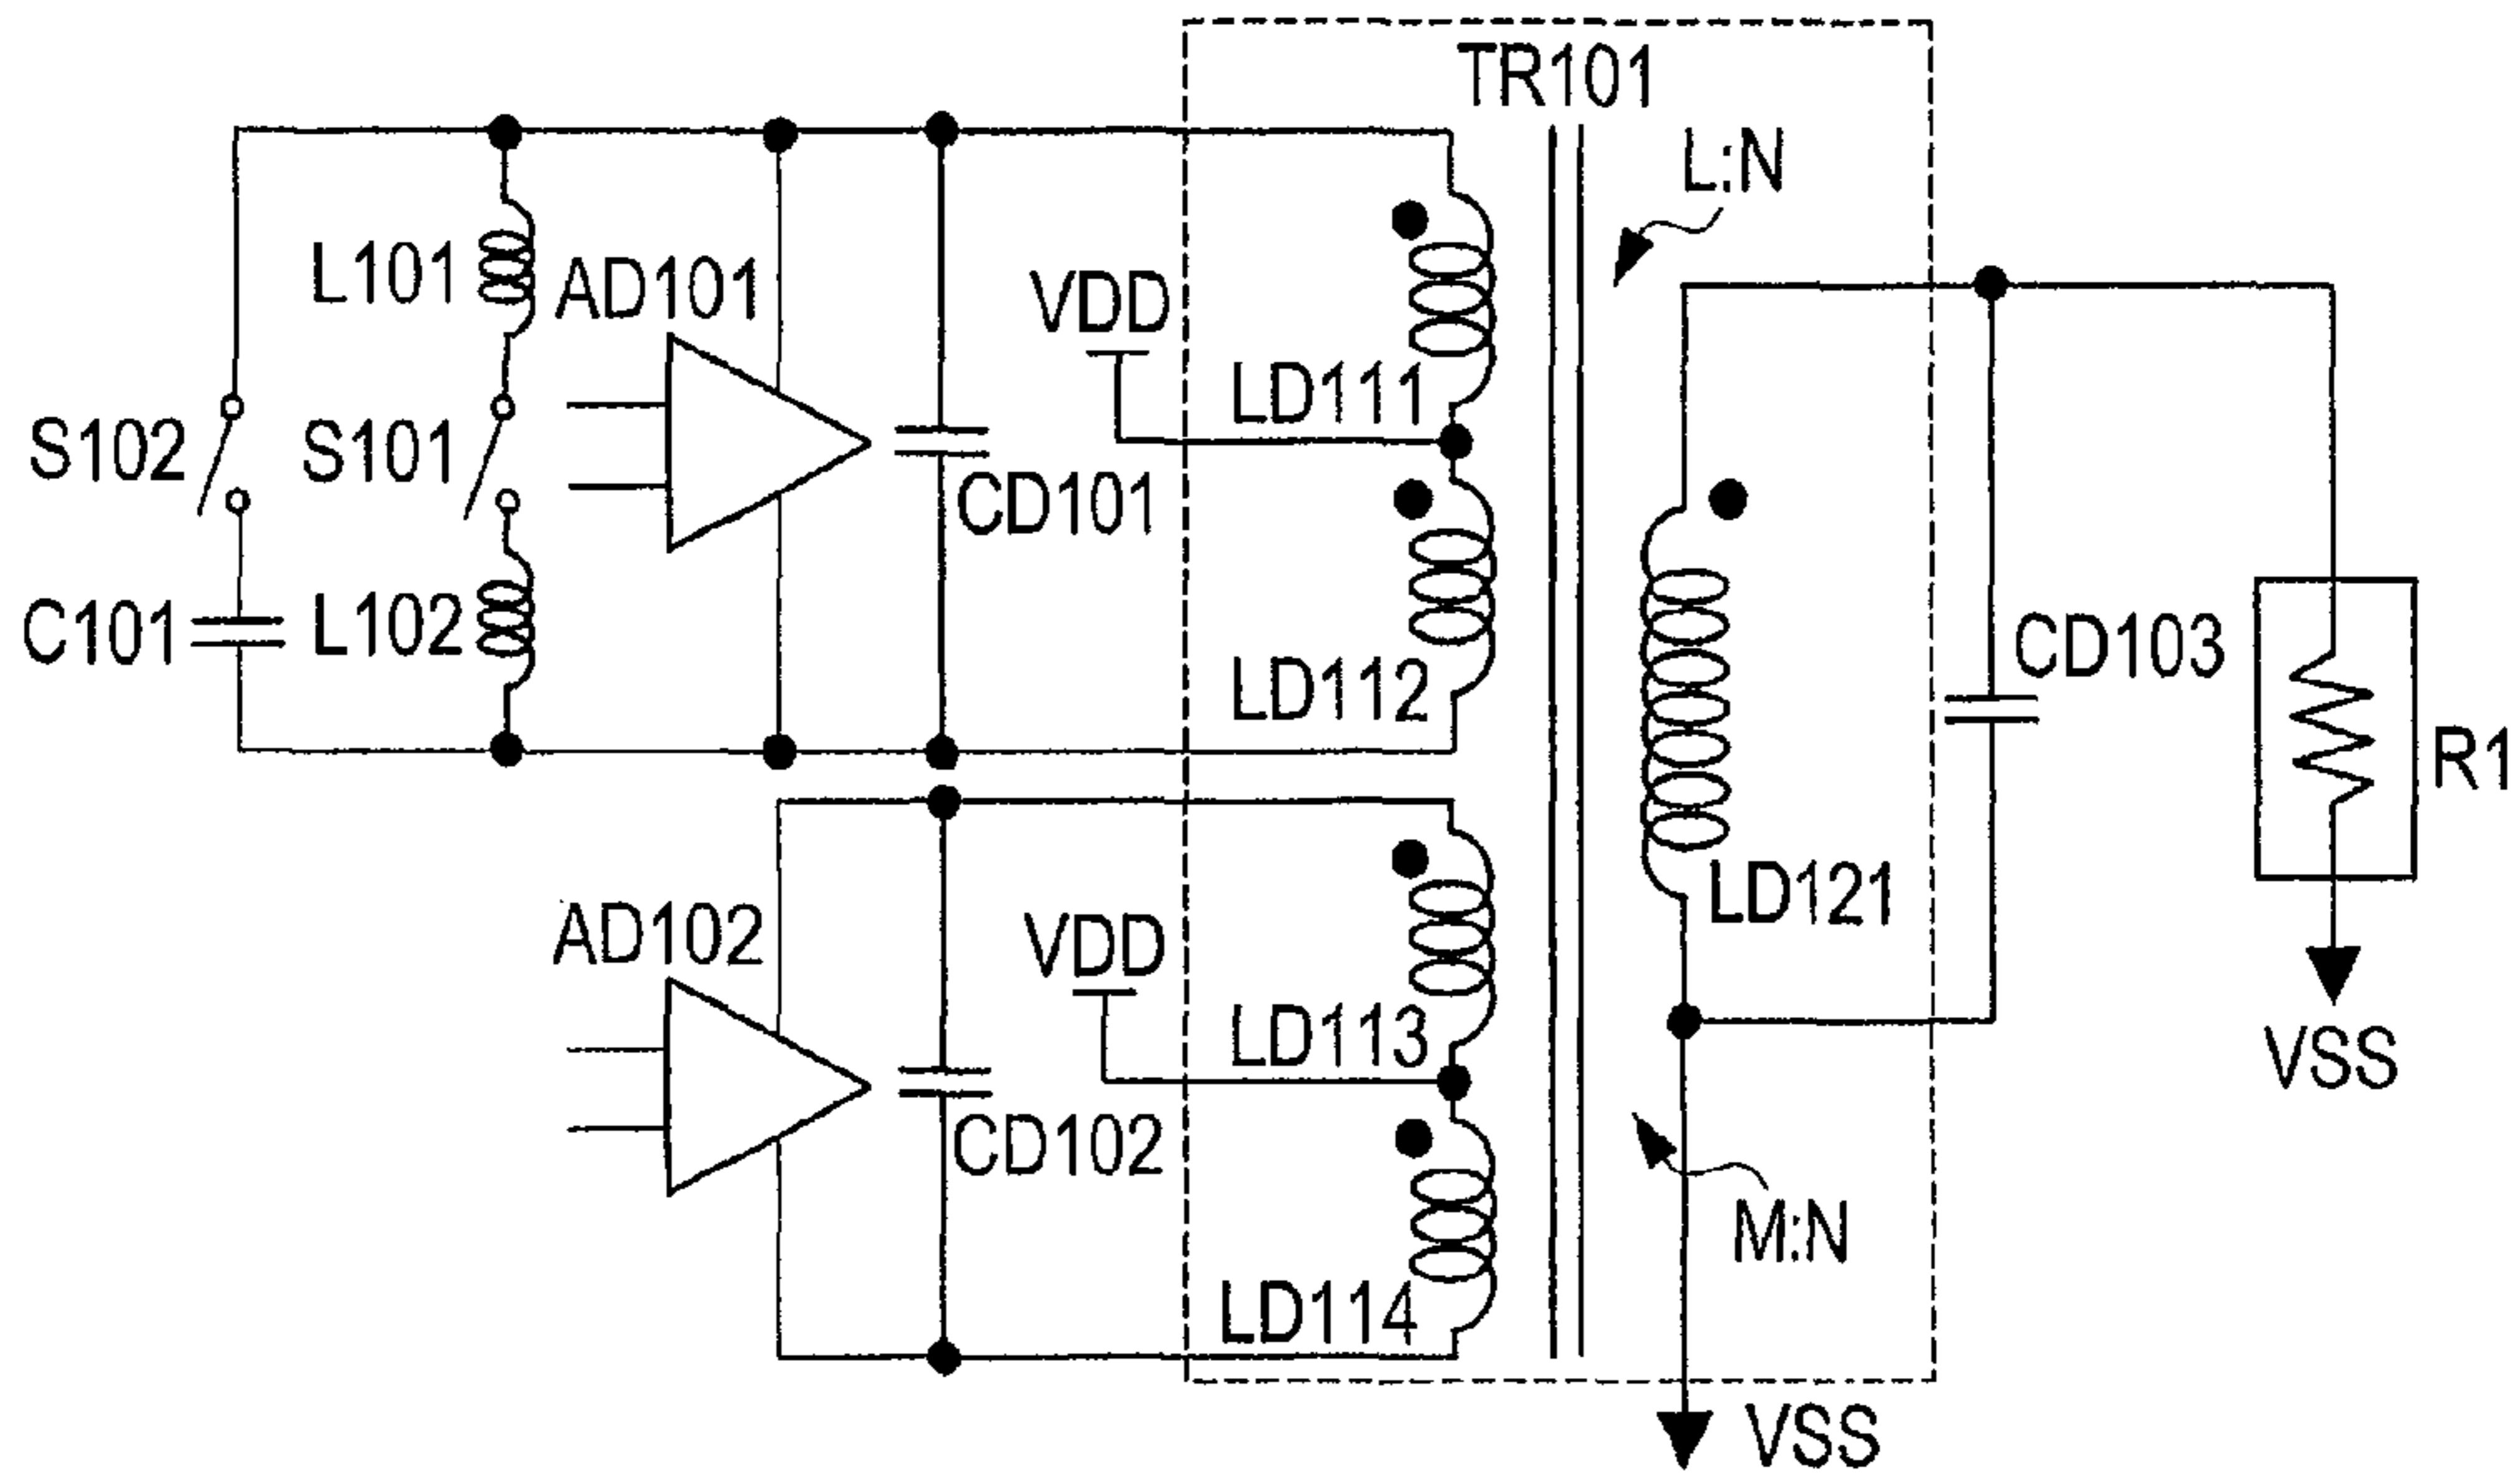 TR101
L:N
L101
AD101
VDD
LD111
S102
S101
CD101
C101
L102
LD112
CD103
R1
AD102
VDD
LD121
LD113
VSS
CD102
M:N
LD114
VSS